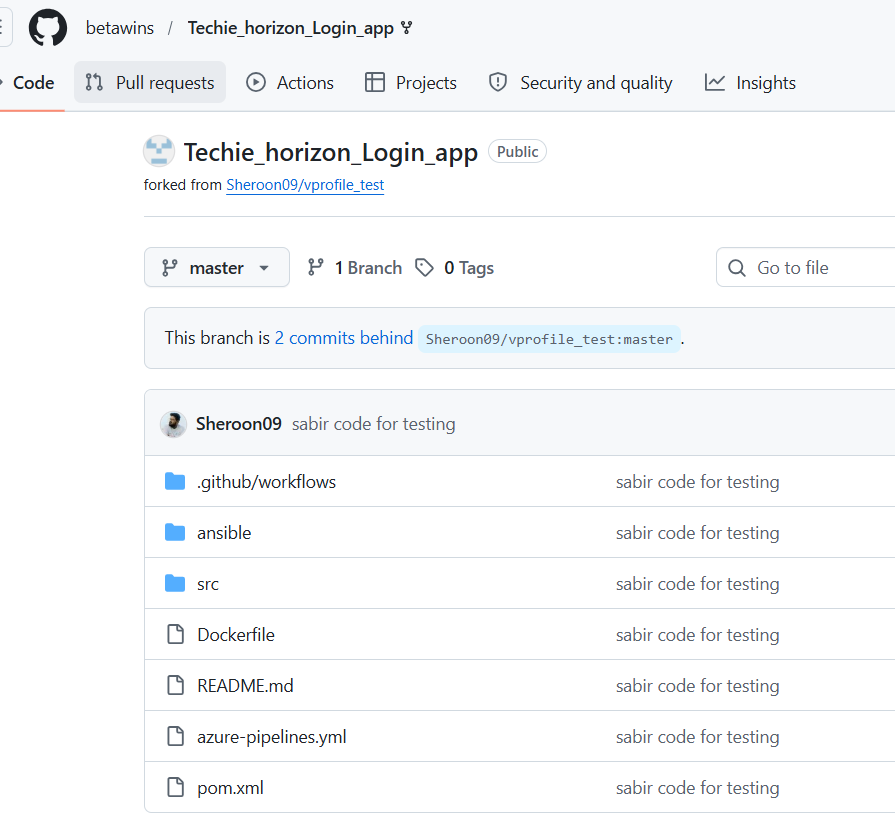 betawins / Techie_horizon_Login_app
Code Pull requests Actions Projects Security and quality Insights
Techie_horizon_Login_app Public
forked from Sheroon09/vprofile_test
master 1 Branch 0 Tags Go to file
This branch is 2 commits behind Sheroon09/vprofile_test:master .
Sheroon09 sabir code for testing
.github/workflows sabir code for testing
ansible sabir code for testing
src sabir code for testing
Dockerfile sabir code for testing
README.md sabir code for testing
azure-pipelines.yml sabir code for testing
pom.xml sabir code for testing